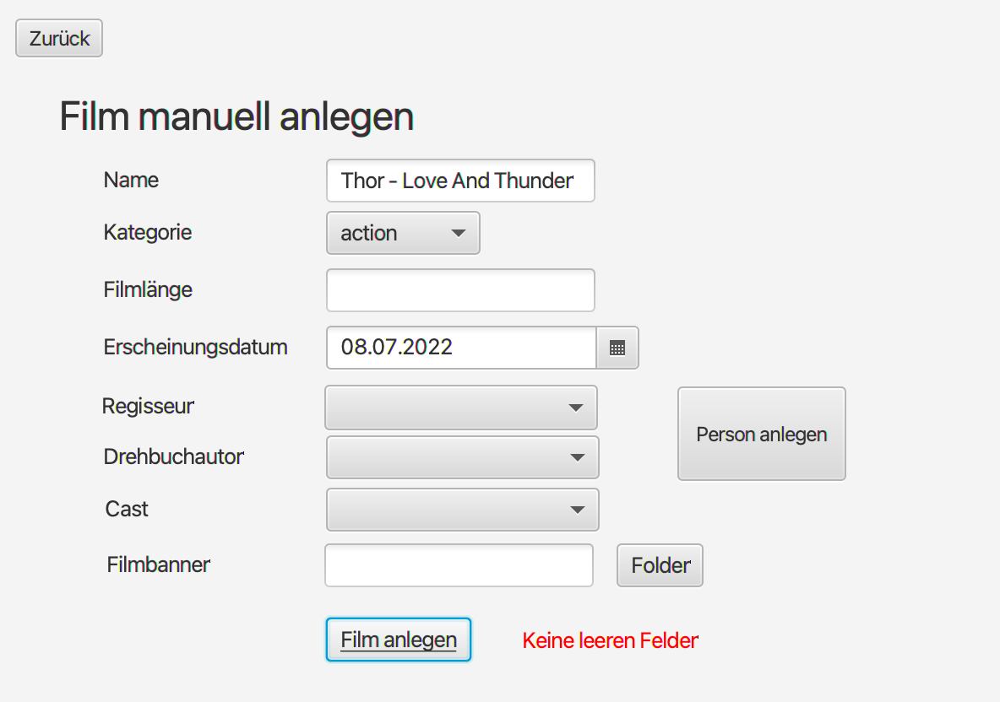 Zurück
Film manuell anlegen
Name Thor - Love And Thunder
Kategorie action
Filmlänge
Erscheinungsdatum 08.07.2022
Regisseur
Person anlegen
Drehbuchautor
Cast
Filmbanner Folder
Film anlegen Keine leeren Felder